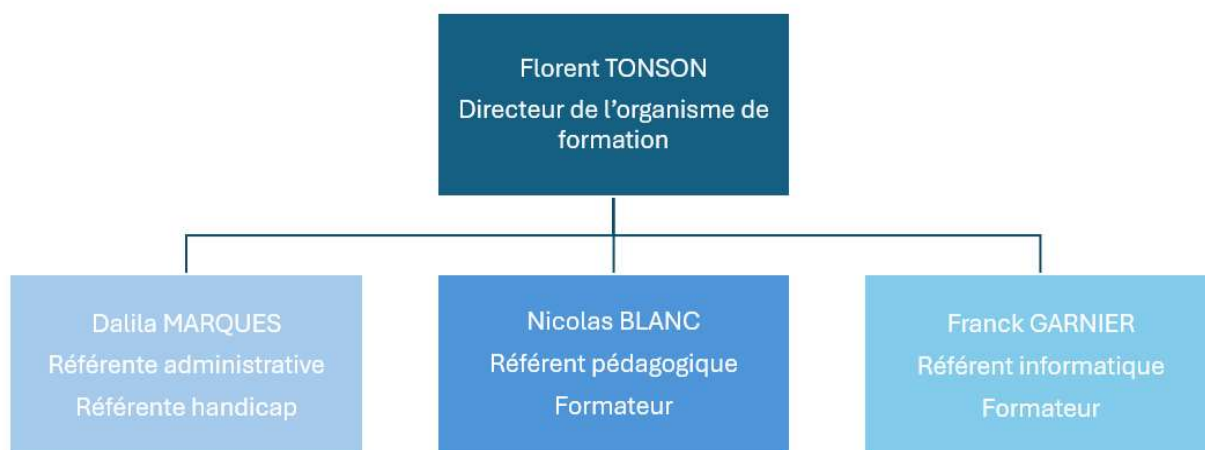 Florent TONSON
Directeur de l’organisme de
formation
Dalila MARQUES
Référente administrative
Référente handicap
Nicolas BLANC
Référent pédagogique
Formateur
Franck GARNIER
Référent informatique
Formateur